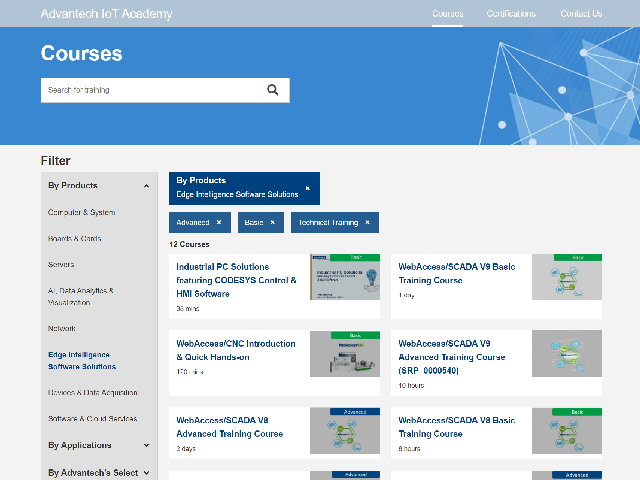 Advantech IoT Academy
Courses
Certifications
Contact Us
Courses
Search for training
Filter
By Products
Computer & System
Boards & Cards
Servers
AI, Data Analytics &
Visualization
Network
Edge Intelligence
Software Solutions
Devices & Data Acquisition
Software & Cloud Services
By Applications
By Advantech's Select
By Products
Edge Intelligence Software Solutions ×
Advanced ×
Basic ×
Technical Training ×
12 Courses
Industrial PC Solutions
featuring CODESYS Control &
HMI Software
38 mins
Basic
Industrial PC Solutions
WebAccess/SCADA V9 Basic
Training Course
1 day
Basic
WebAccess/CNC Introduction
& Quick Hands-on
120 mins
Basic
WebAccess/SCADA V9
Advanced Training Course
(SRP_0000540)
10 hours
WebAccess/SCADA V8
Advanced Training Course
2 days
Advanced
WebAccess/SCADA V8 Basic
Training Course
8 hours
Basic
Advanced
Advanced